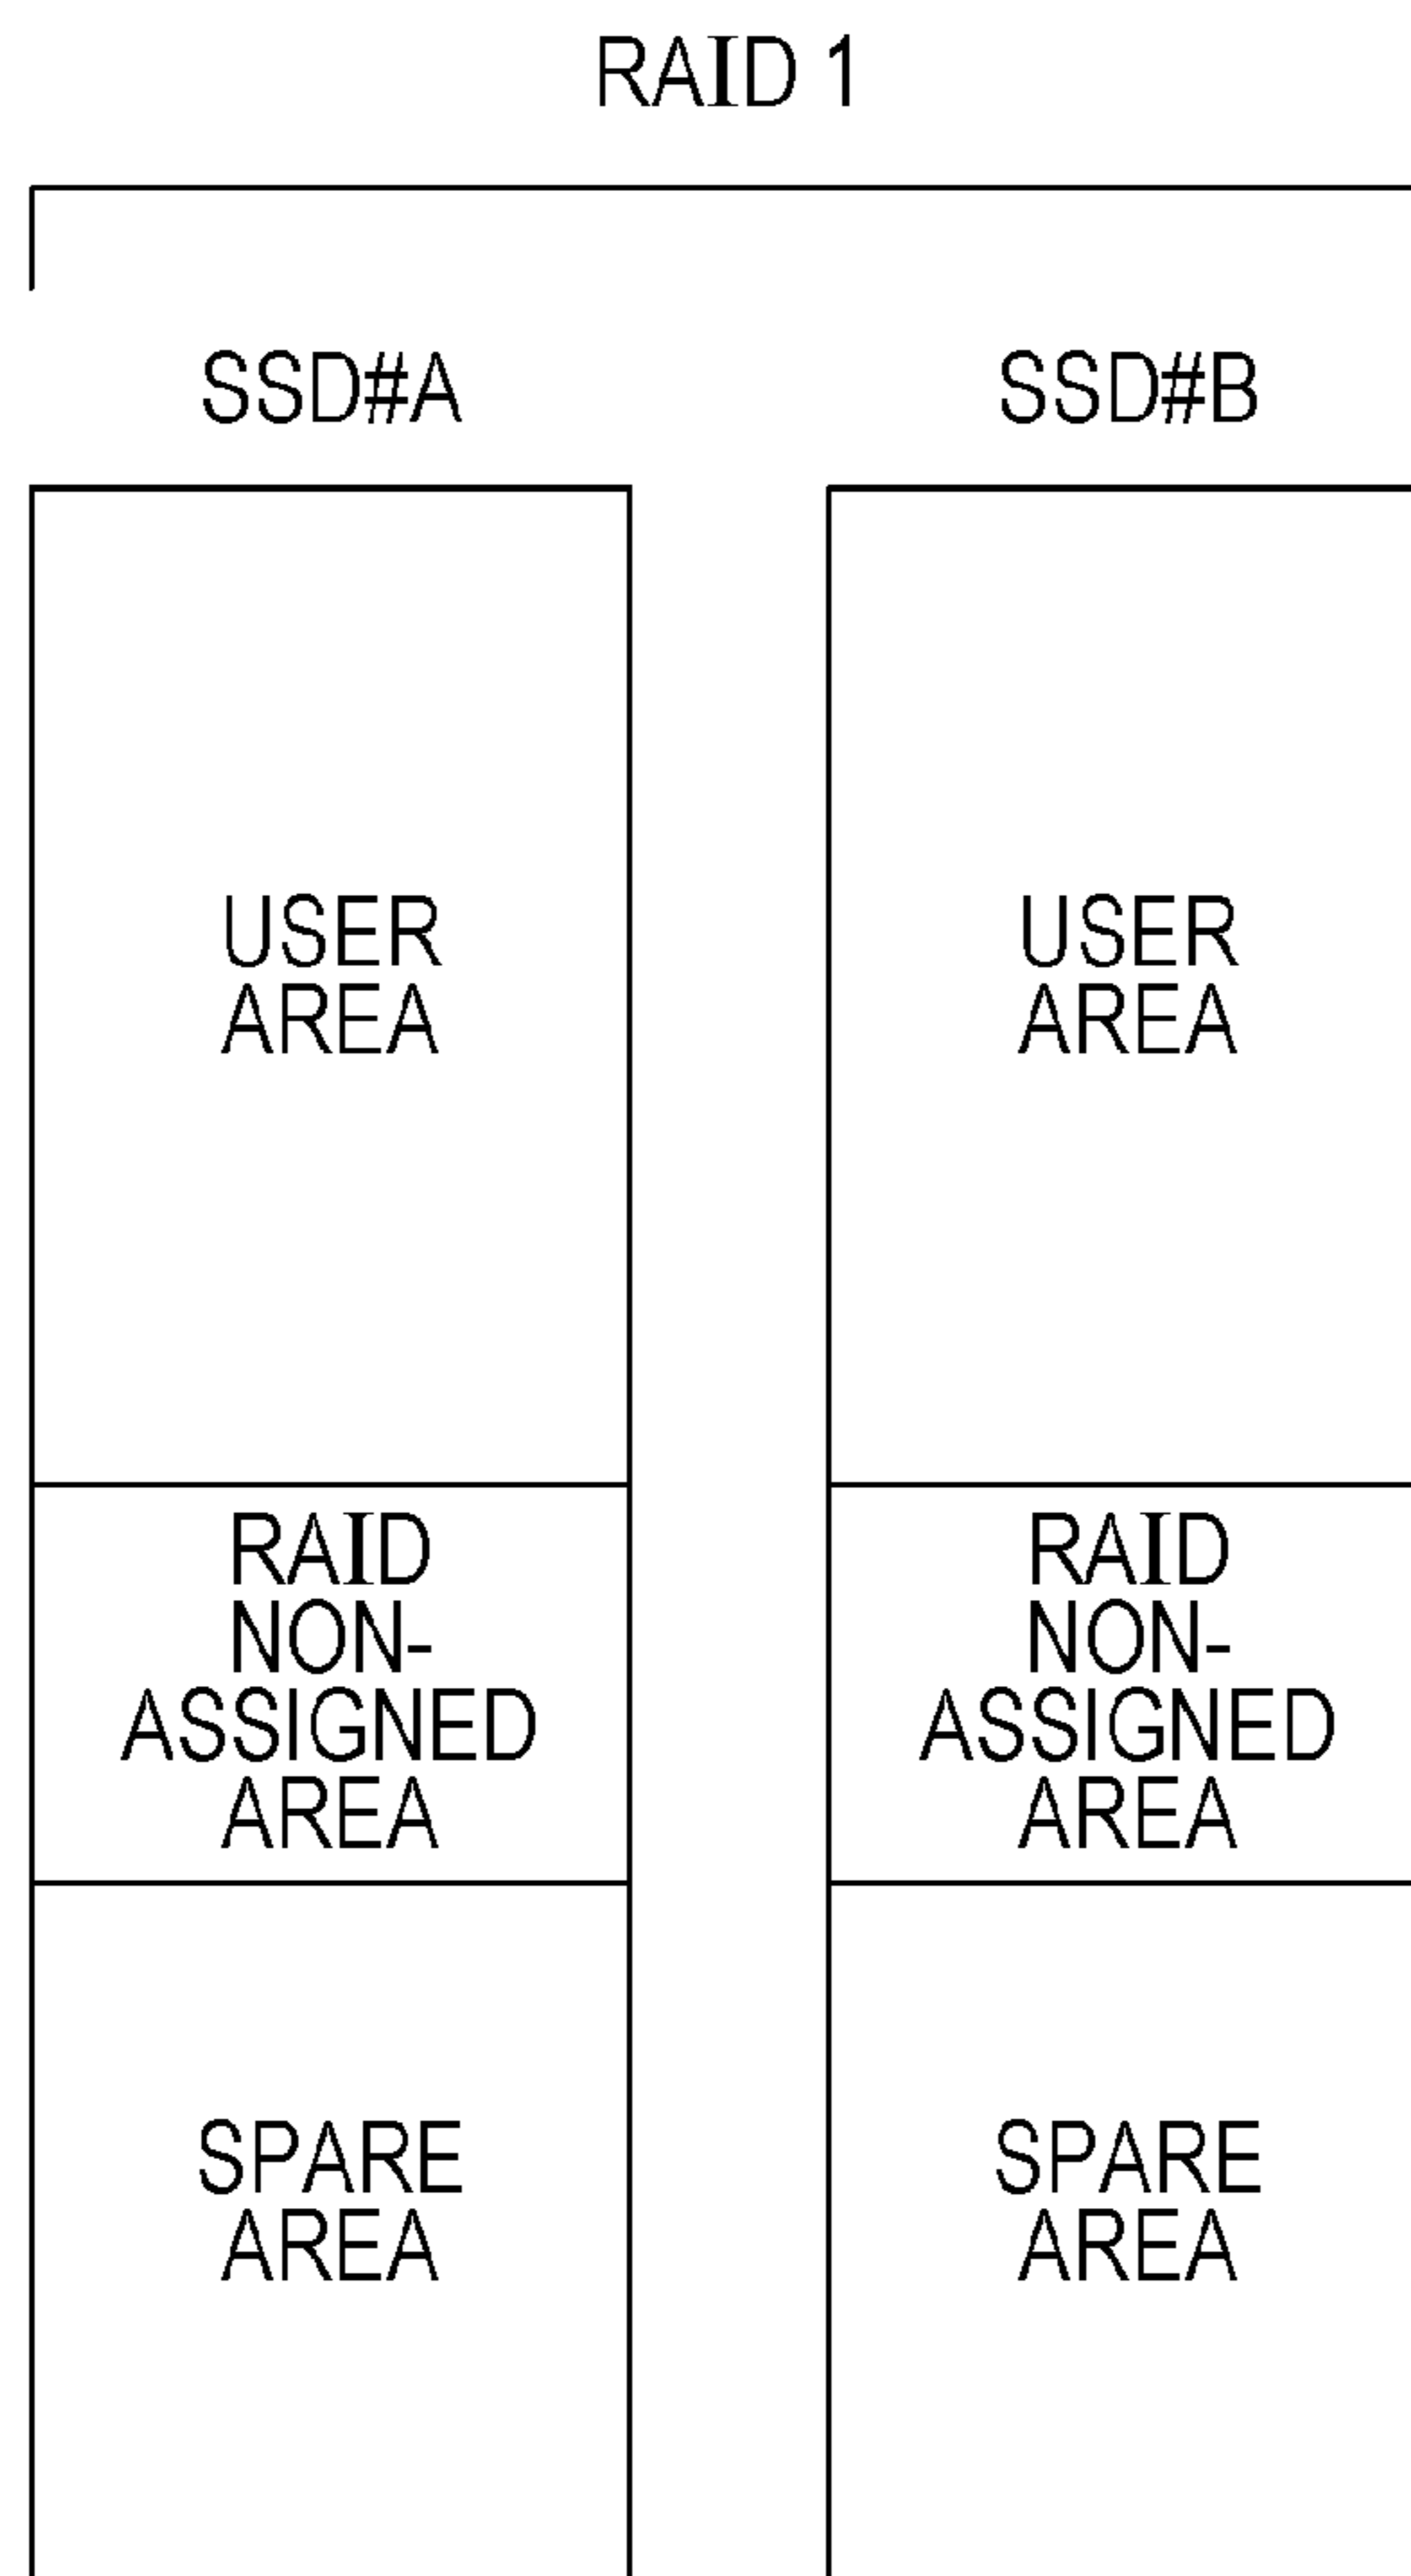 RAID 1
SSD#A
SSD#B
USER
AREA
USER
AREA
RAID
NON-
ASSIGNED
AREA
RAID
NON-
ASSIGNED
AREA
SPARE
AREA
SPARE
AREA